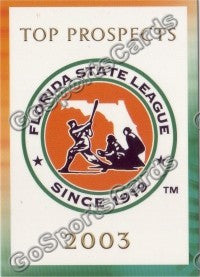 TOP PROSPECTS
FLORIDA STATE LEAGUE
SINCE 1919
TM
2003
GoSportsCards